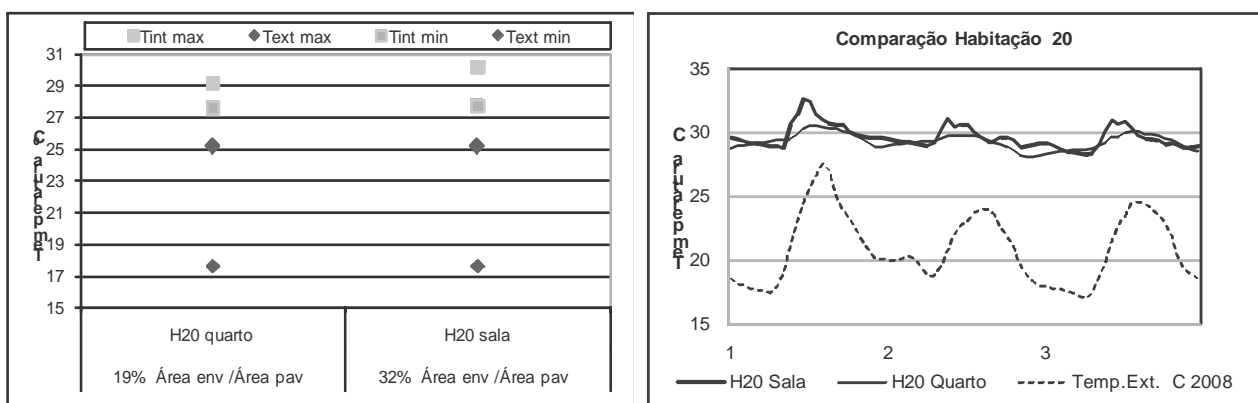 Tint max Text max Tint min Text min
31
29
27
25
23
21
19
17
15
Temperatura C
H20 quarto H20 sala
19% Área env /Área pav 32% Área env /Área pav
Comparação Habitação 20
35
30
25
20
15
Temperatura C
1 2 3
H20 Sala H20 Quarto Temp.Ext. C 2008